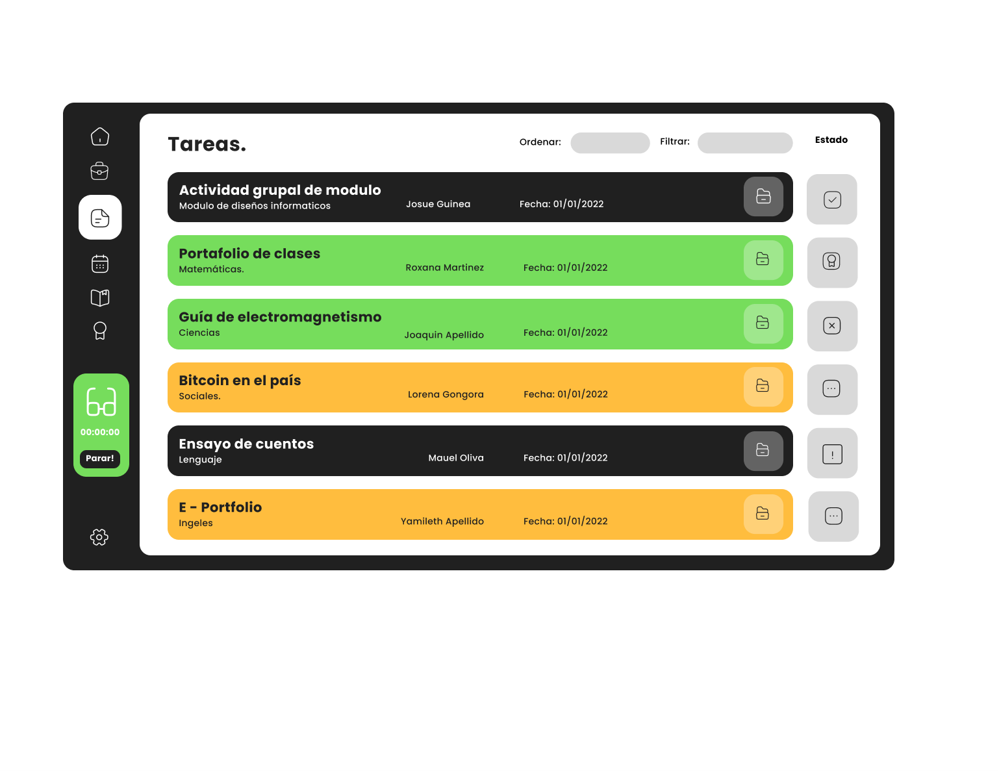 Tareas.
Ordenar:
Filtrar:
Estado
Actividad grupal de modulo
Modulo de diseños informaticos
Josue Guinea
Fecha: 01/01/2022
Portafolio de clases
Matemáticas.
Roxana Martinez
Fecha: 01/01/2022
Guía de electromagnetismo
Ciencias
Joaquin Apellido
Fecha: 01/01/2022
Bitcoin en el país
Sociales.
Lorena Gongora
Fecha: 01/01/2022
00:00:00
Parar!
Ensayo de cuentos
Lenguaje
Mauel Oliva
Fecha: 01/01/2022
E - Portfolio
Ingeles
Yamileth Apellido
Fecha: 01/01/2022